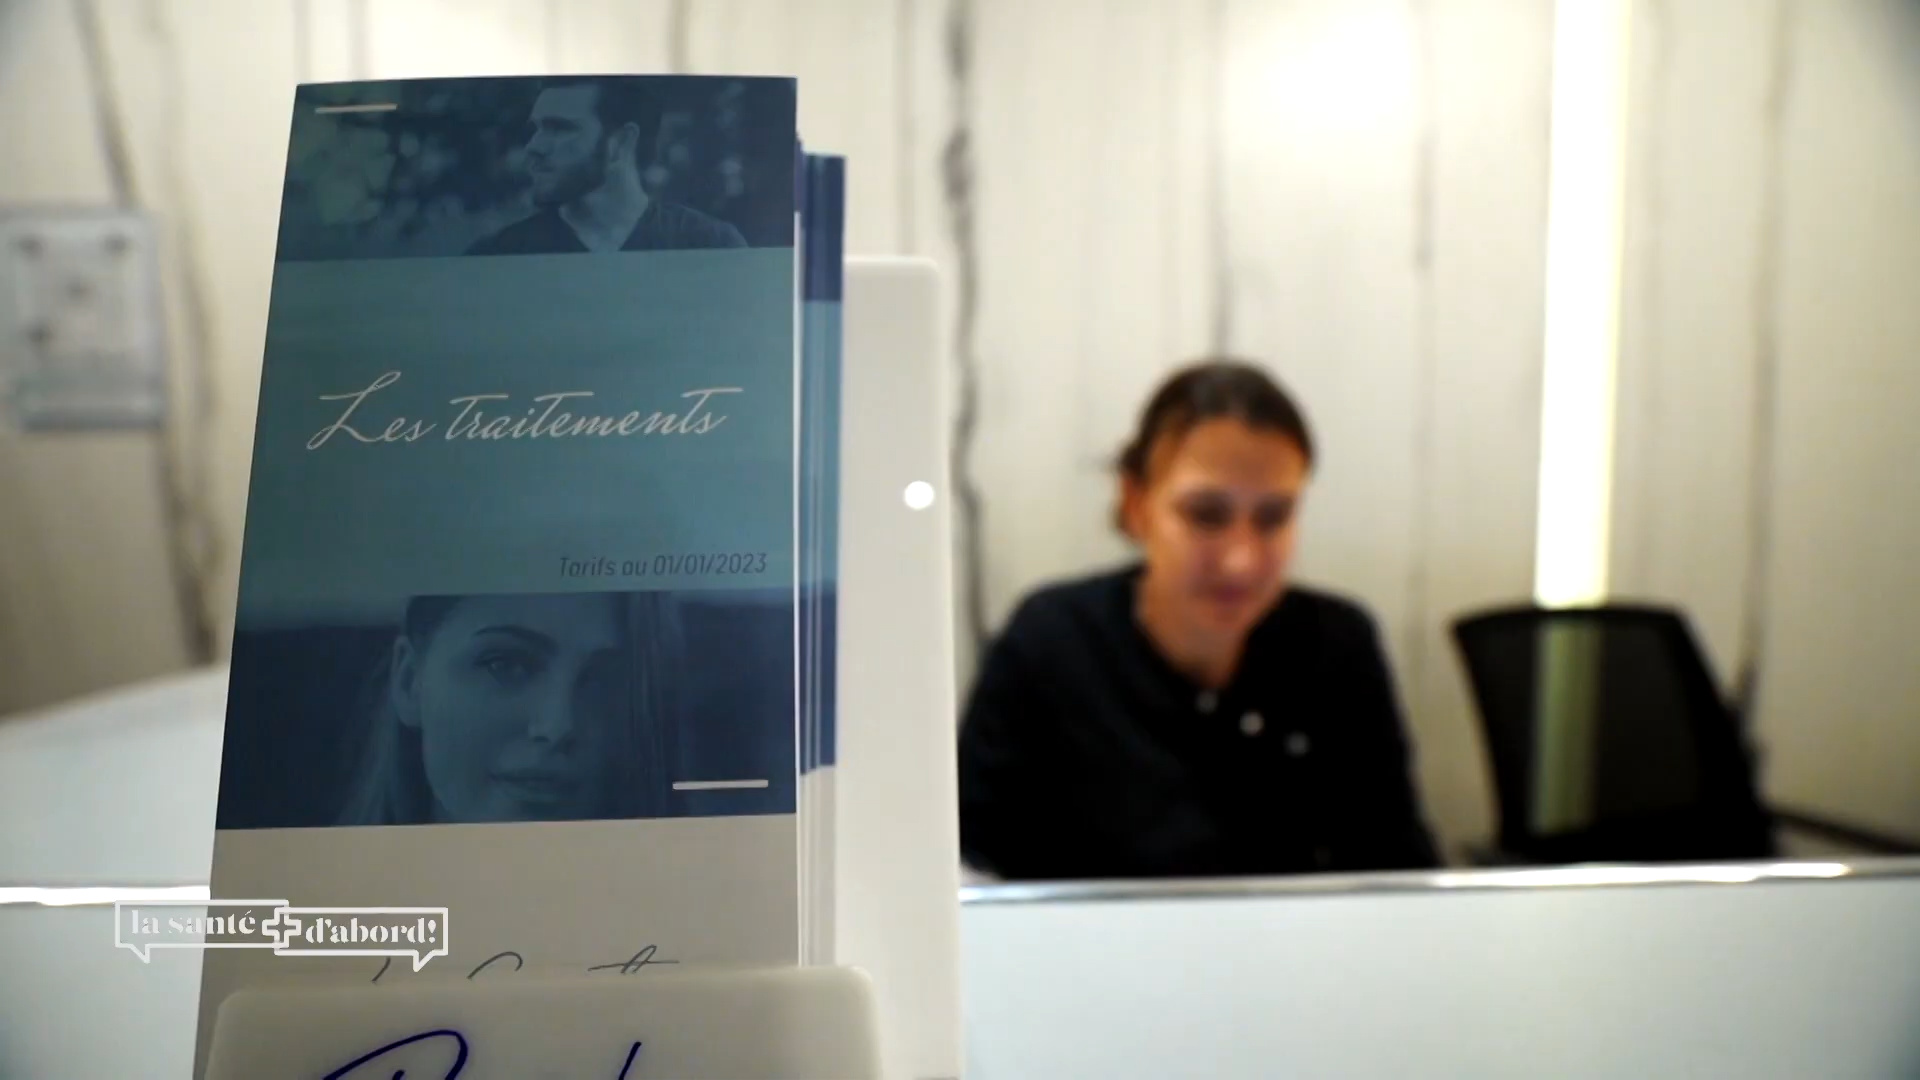 Les traitements
Tarifs au 01/01/2023
la santé d'abord!